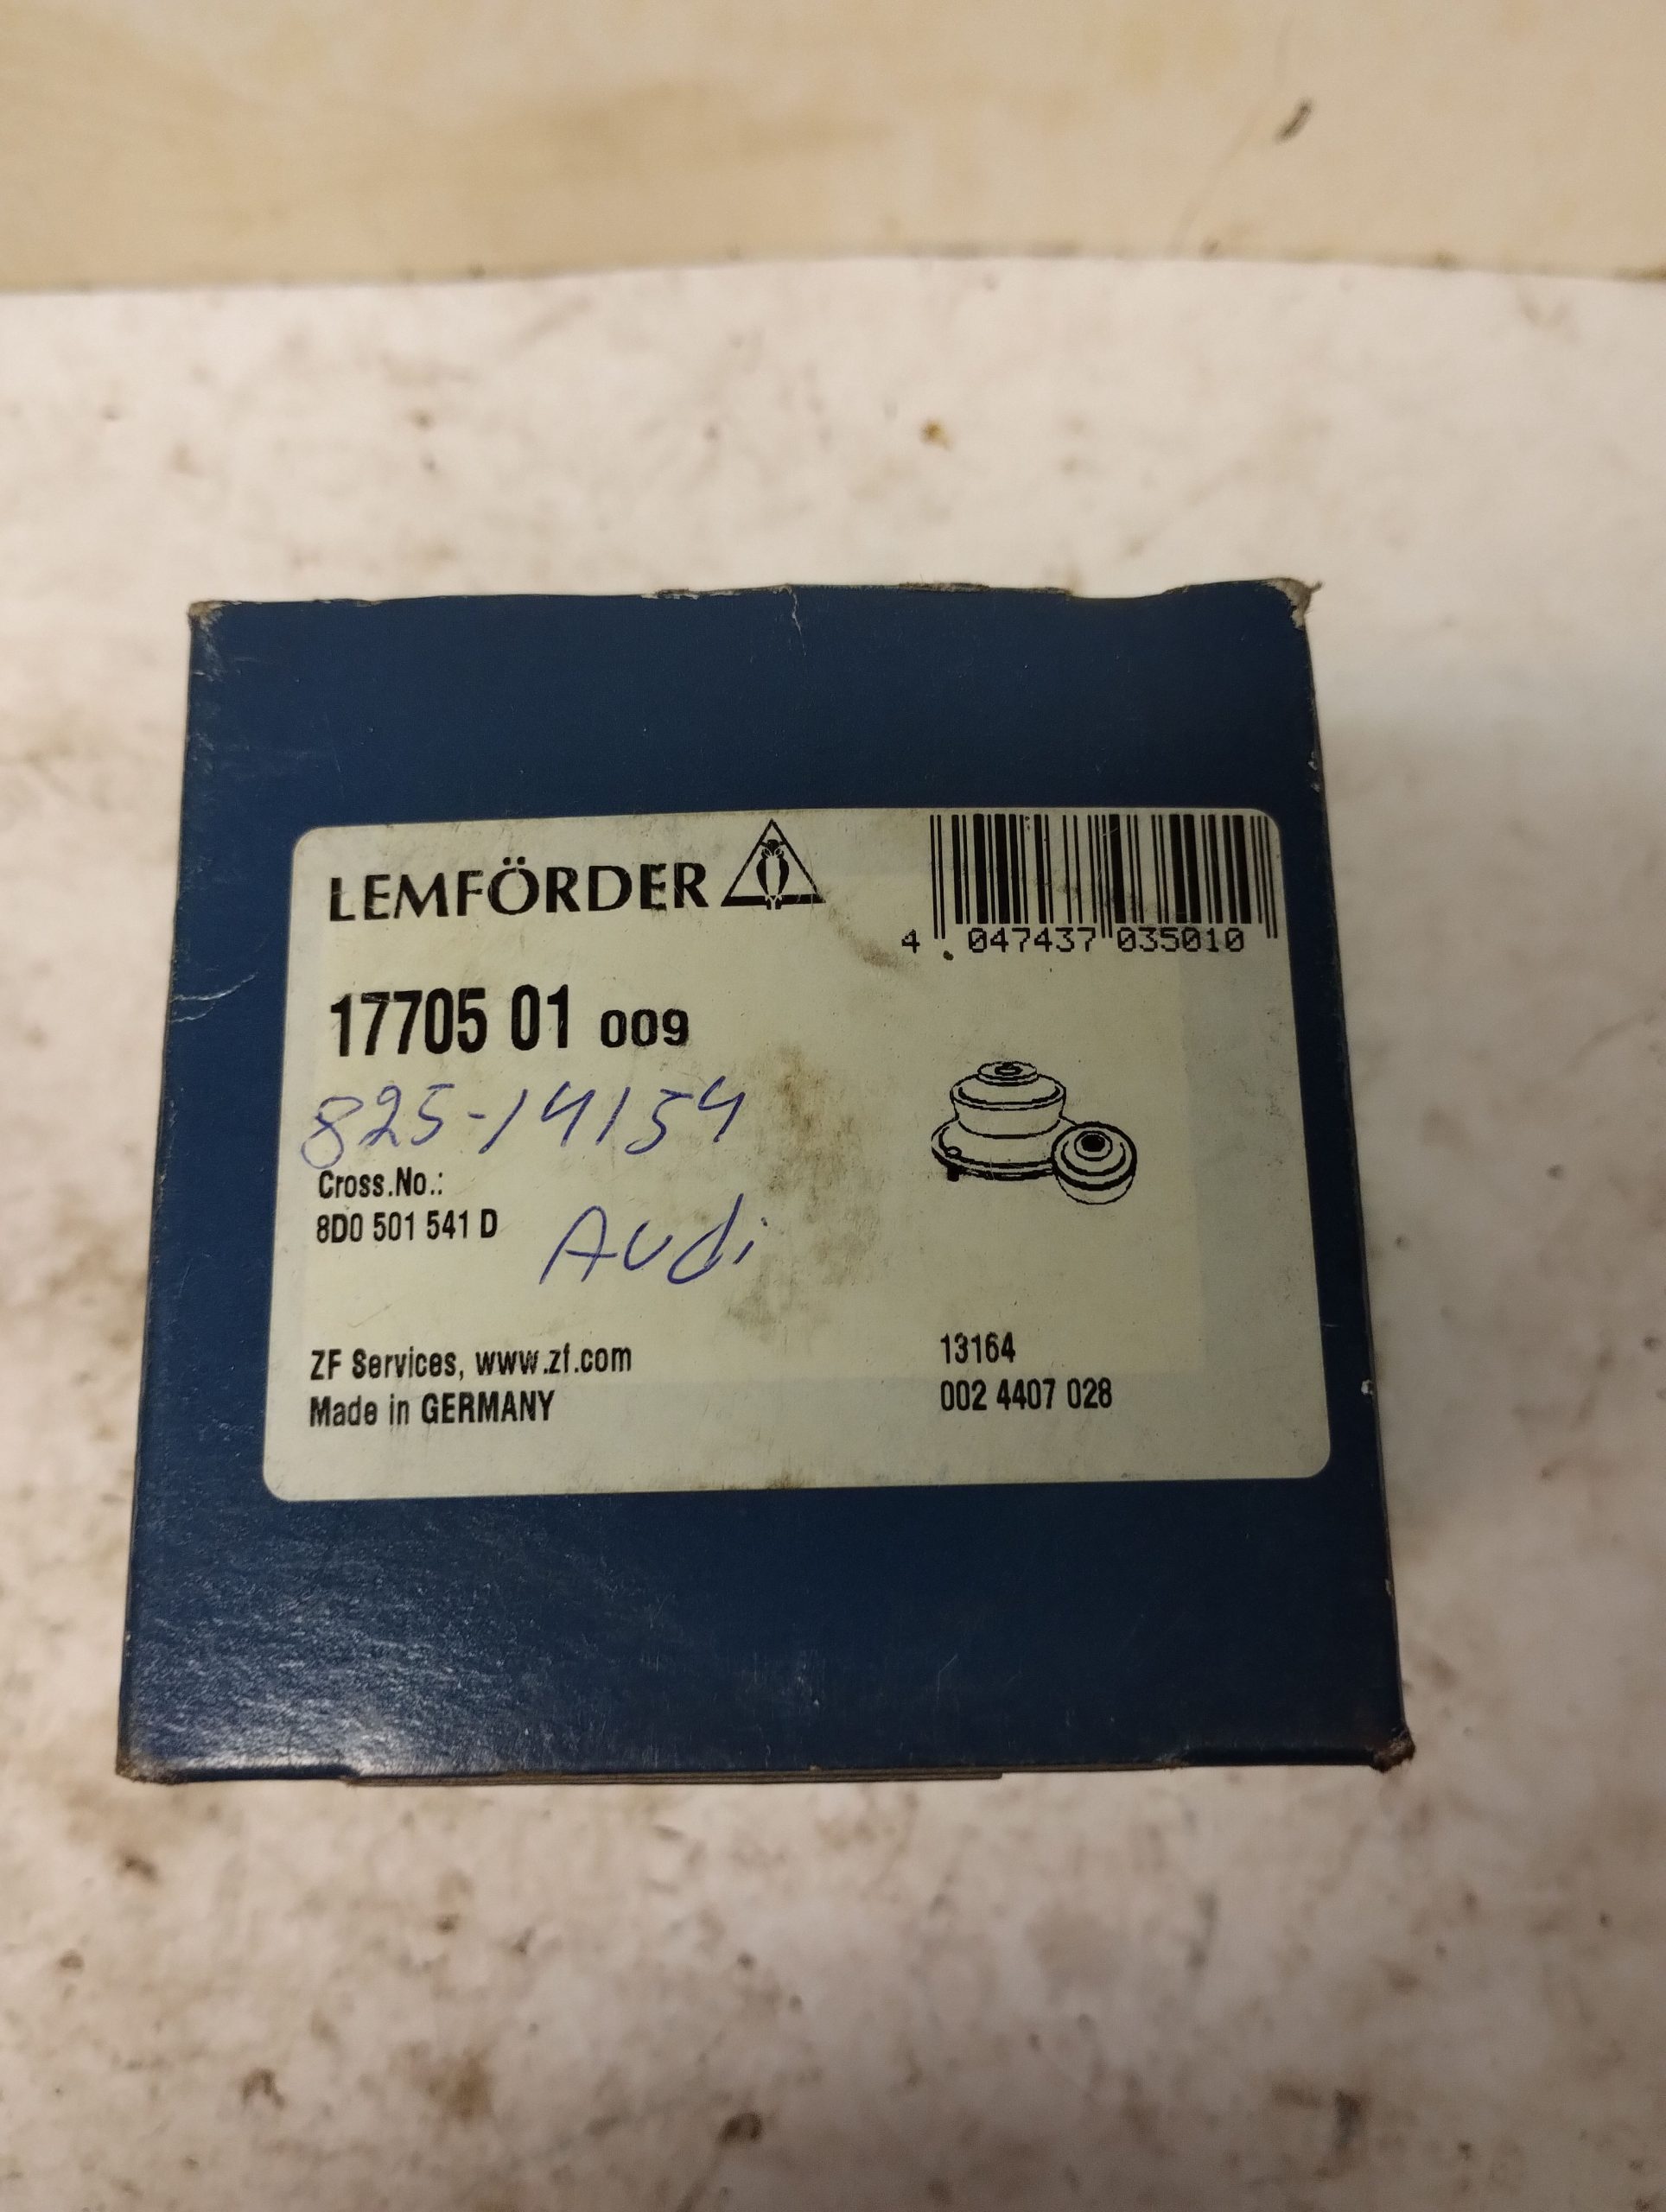 LEMFÖRDER
4 047437 035010
17705 01 009
825-14154
Cross.No.:
8D0 501 541 D
Audi
ZF Services, www.zf.com
Made in GERMANY
13164
002 4407 028